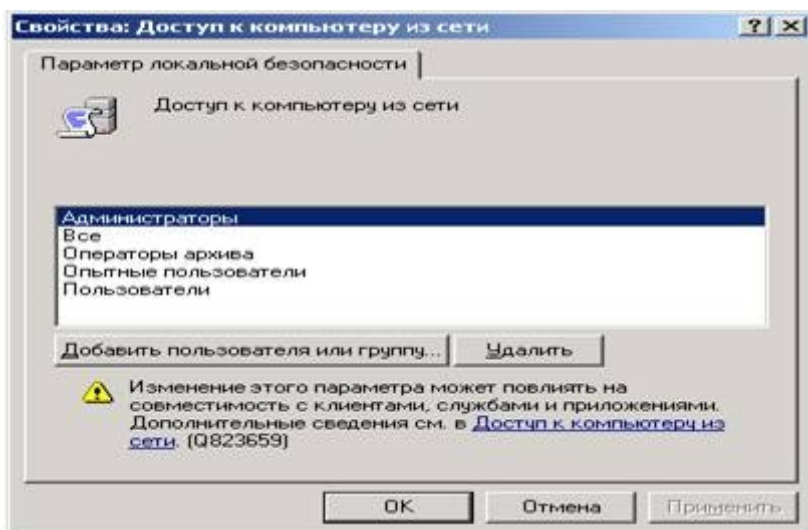 Свойства: Доступ к компьютеру из сети
Параметр локальной безопасности
Доступ к компьютеру из сети
Администраторы
Все
Операторы архива
Опытные пользователи
Пользователи
Добавить пользователя или группу... Удалить
Изменение этого параметра может повлиять на
совместимость с клиентами, службами и приложениями.
Дополнительные сведения см. в Доступ к компьютеру из
сети. (Q823659)
OK Отмена Применить